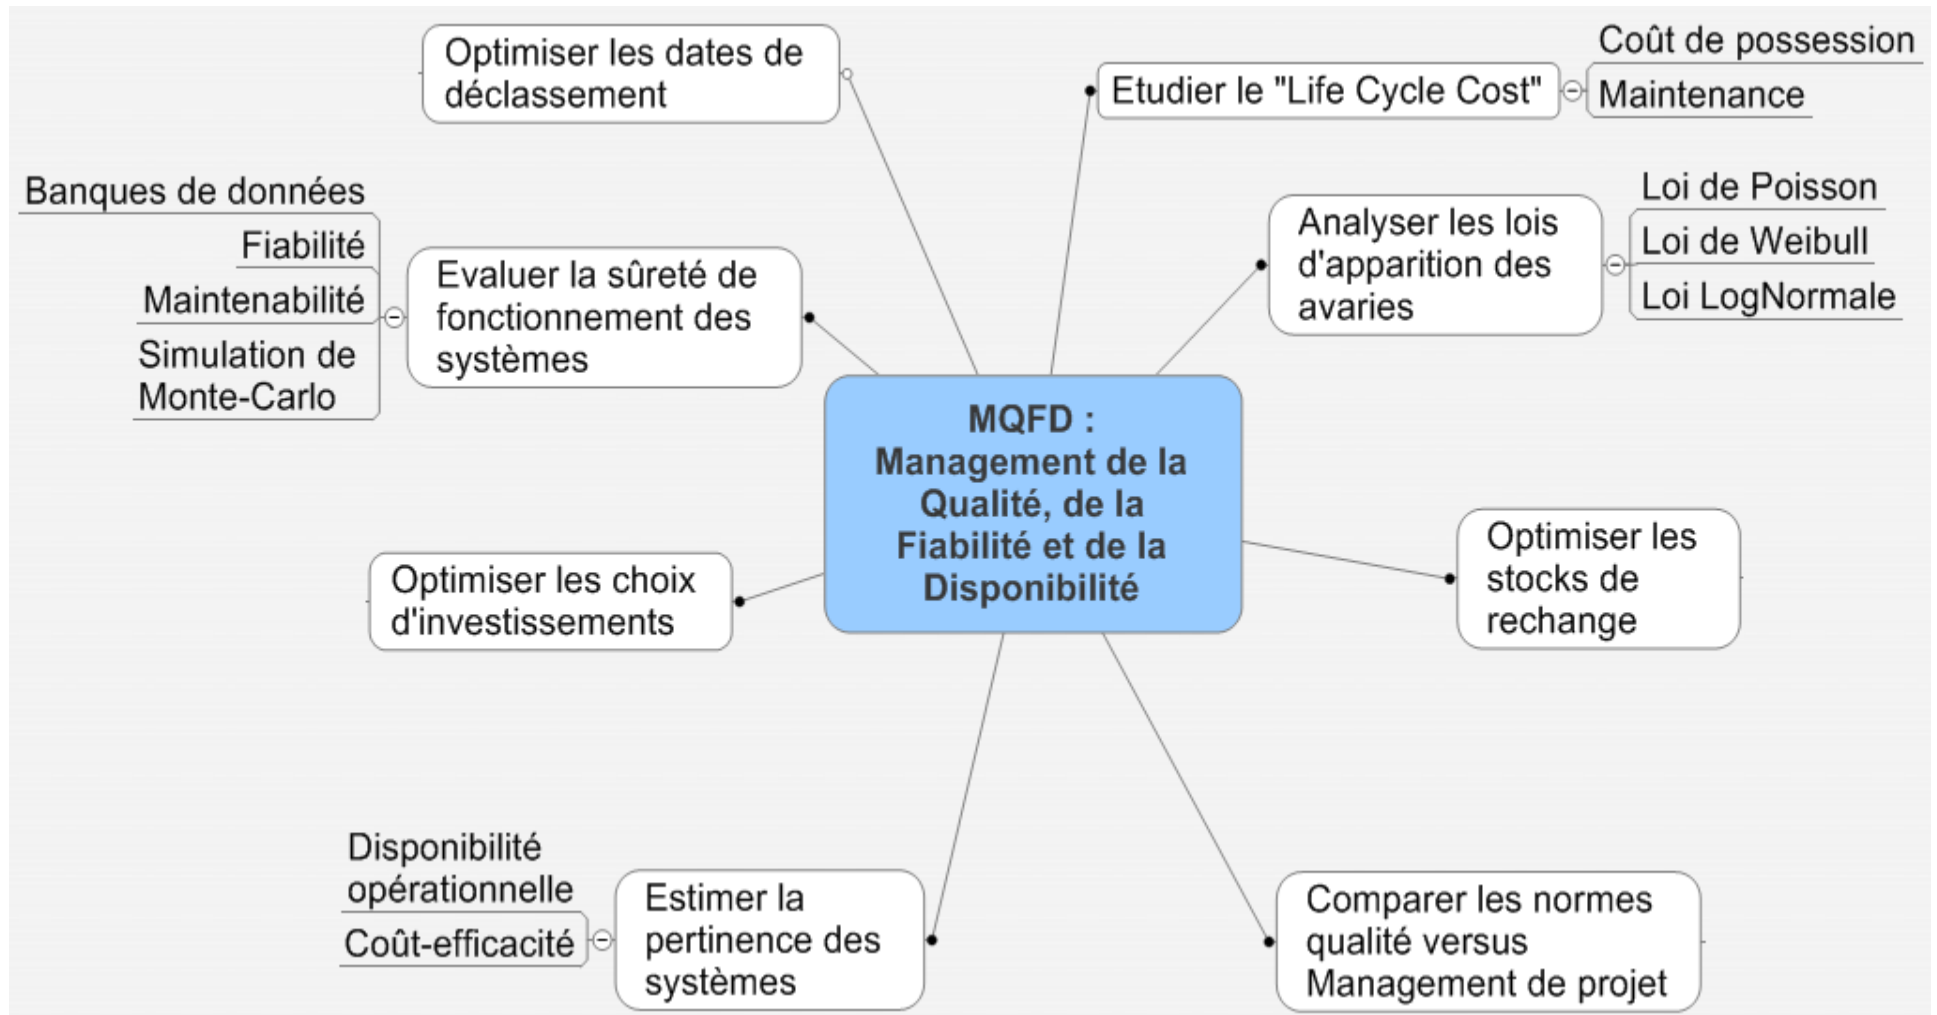 Optimiser les dates de
déclassement
Etudier le "Life Cycle Cost"
Coût de possession
Maintenance
Banques de données
Fiabilité
Maintenabilité
Simulation de
Monte-Carlo
Evaluer la sûreté de
fonctionnement des
systèmes
Analyser les lois
d'apparition des
avaries
Loi de Poisson
Loi de Weibull
Loi LogNormale
MQFD :
Management de la
Qualité, de la
Fiabilité et de la
Disponibilité
Optimiser les choix
d'investissements
Optimiser les
stocks de
rechange
Disponibilité
opérationnelle
Coût-efficacité
Estimer la
pertinence des
systèmes
Comparer les normes
qualité versus
Management de projet